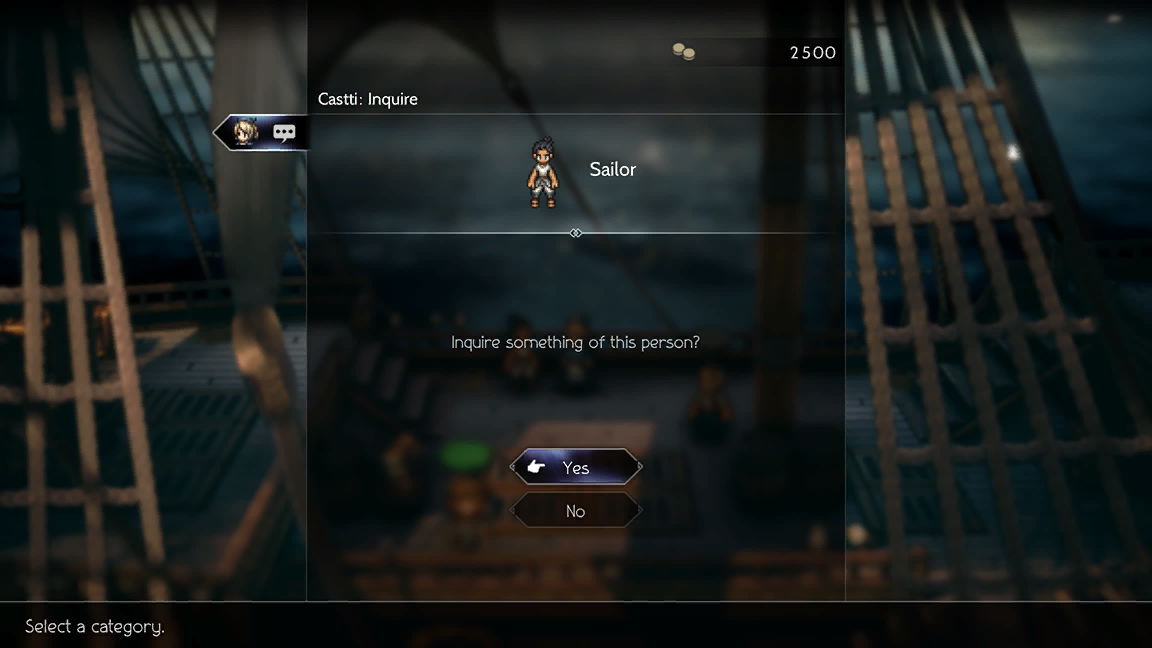 2500
Castti: Inquire
Sailor
Inquire something of this person?
Yes
No
Select a category.